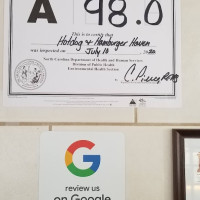 A 98.0
This is to certify that
Hotdog & Hamburger Haven
was inspected on July 10
North Carolina Department of Health and Human Services
Division of Public Health
Environmental Health Section
G
review us
on Google